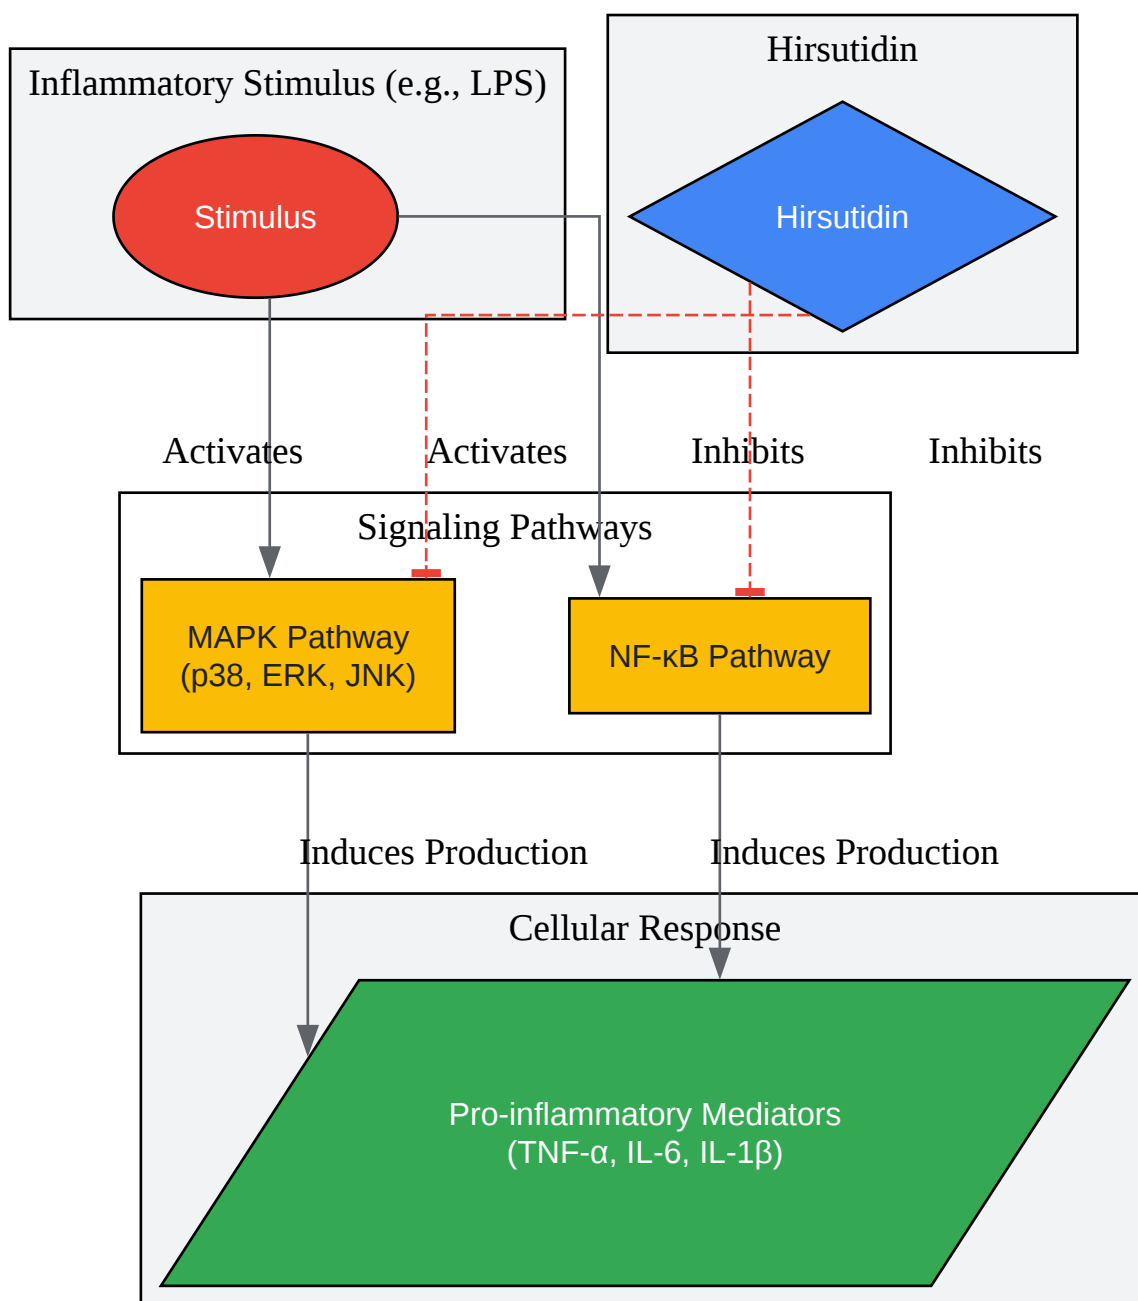 Hirsutidin
Inflammatory Stimulus (e.g., LPS)
Stimulus
Hirsutidin
Activates
Activates
Inhibits
Inhibits
Signaling Pathways
MAPK Pathway
(p38, ERK, JNK)
NF-κB Pathway
Induces Production
Induces Production
Cellular Response
Pro-inflammatory Mediators
(TNF-α, IL-6, IL-1β)